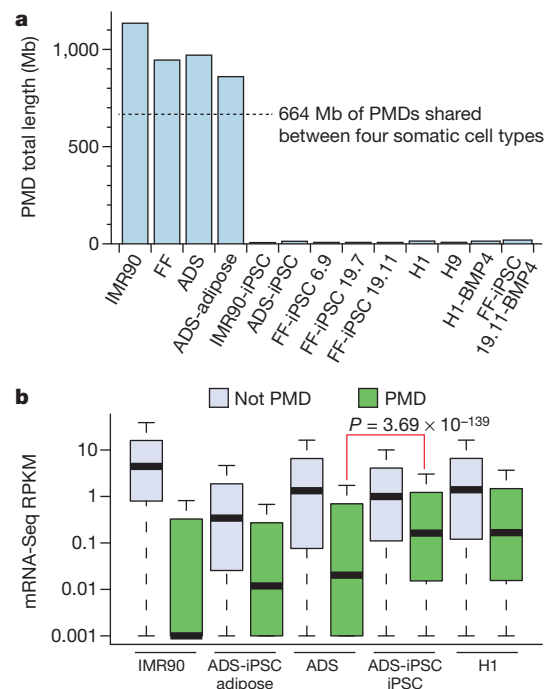 a
PMD total length (Mb)
1,000
500
0
664 Mb of PMDs shared
between four somatic cell types
IMR90
FF
ADS
ADS-adipose
IMR90-iPSC
ADS-iPSC
FF-iPSC 6.9
FF-iPSC 19.7
FF-iPSC 19.11
H1
H9
H1-BMP4
FF-iPSC
19.11-BMP4
b
Not PMD
PMD
P = 3.69 × 10⁻¹³⁹
mRNA-Seq RPKM
10
1
0.1
0.01
0.001
IMR90
ADS-iPSC
adipose
ADS
ADS-iPSC
iPSC
H1